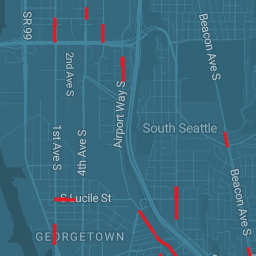 SR 99
Beacon Ave S
2nd Ave S
Airport Way S
South Seattle
1st Ave S
4th Ave S
Beacon Ave S
S Lucile St
GEORGETOWN